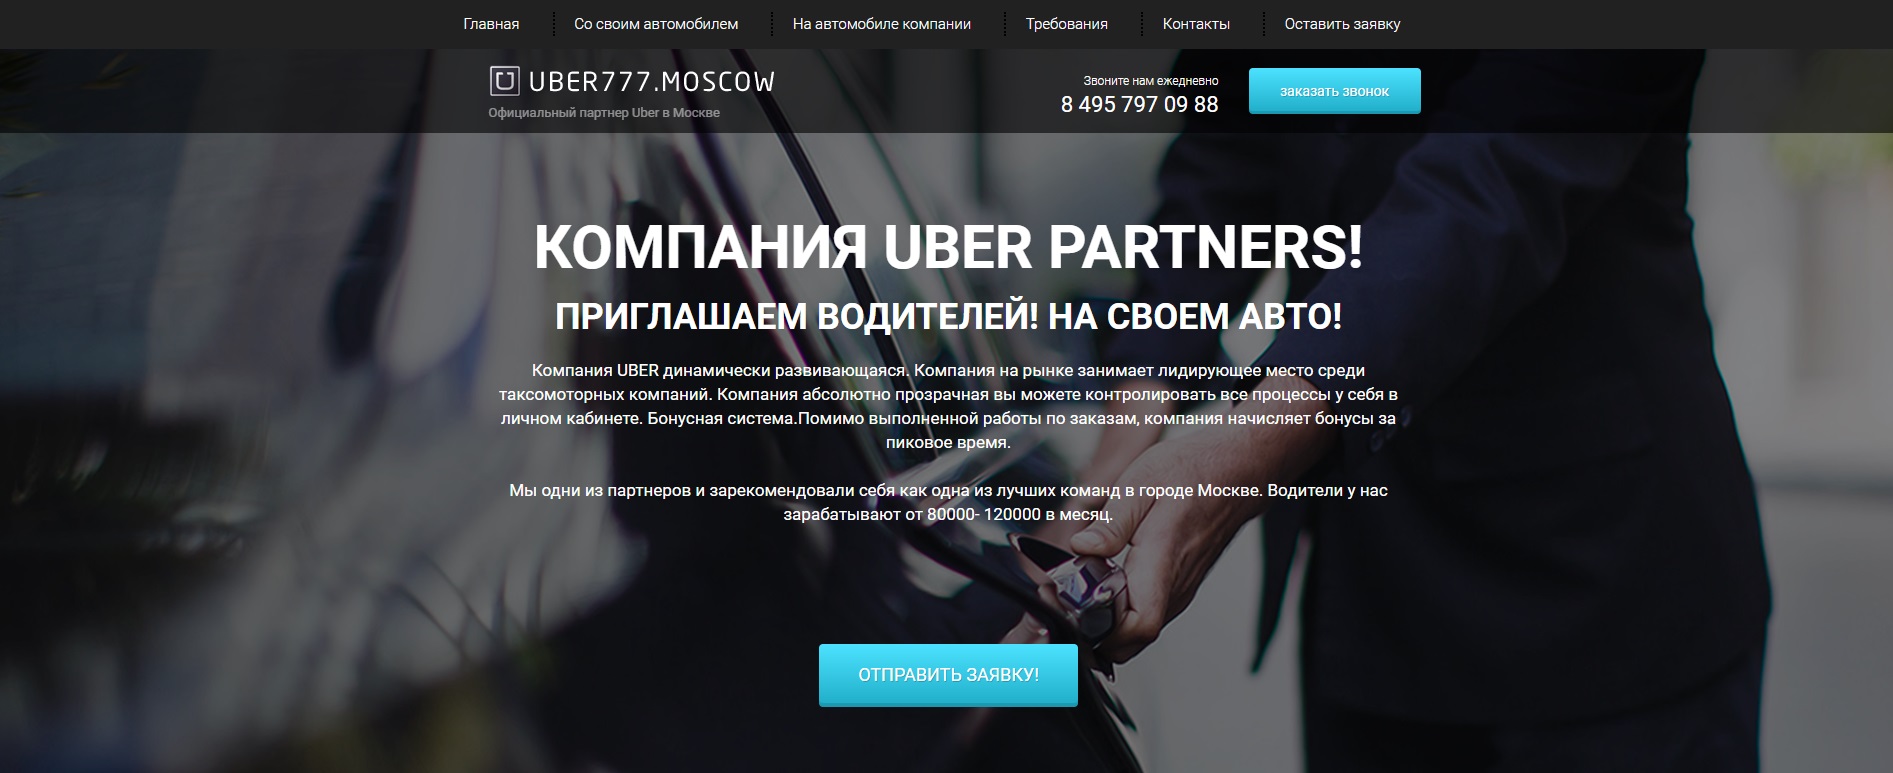 Главная
Со своим автомобилем
На автомобиле компании
Требования
Контакты
Оставить заявку
UBER777.MOSCOW
Официальный партнер Uber в Москве
Звоните нам ежедневно
8 495 797 09 88
заказать звонок
КОМПАНИЯ UBER PARTNERS!
ПРИГЛАШАЕМ ВОДИТЕЛЕЙ! НА СВОЕМ АВТО!
Компания UBER динамически развивающаяся. Компания на рынке занимает лидирующее место среди
таксомоторных компаний. Компания абсолютно прозрачная вы можете контролировать все процессы у себя в
личном кабинете. Бонусная система.Помимо выполненной работы по заказам, компания начисляет бонусы за
пиковое время.
Мы одни из партнеров и зарекомендовали себя как одна из лучших команд в городе Москве. Водители у нас
зарабатывают от 80000- 120000 в месяц.
ОТПРАВИТЬ ЗАЯВКУ!